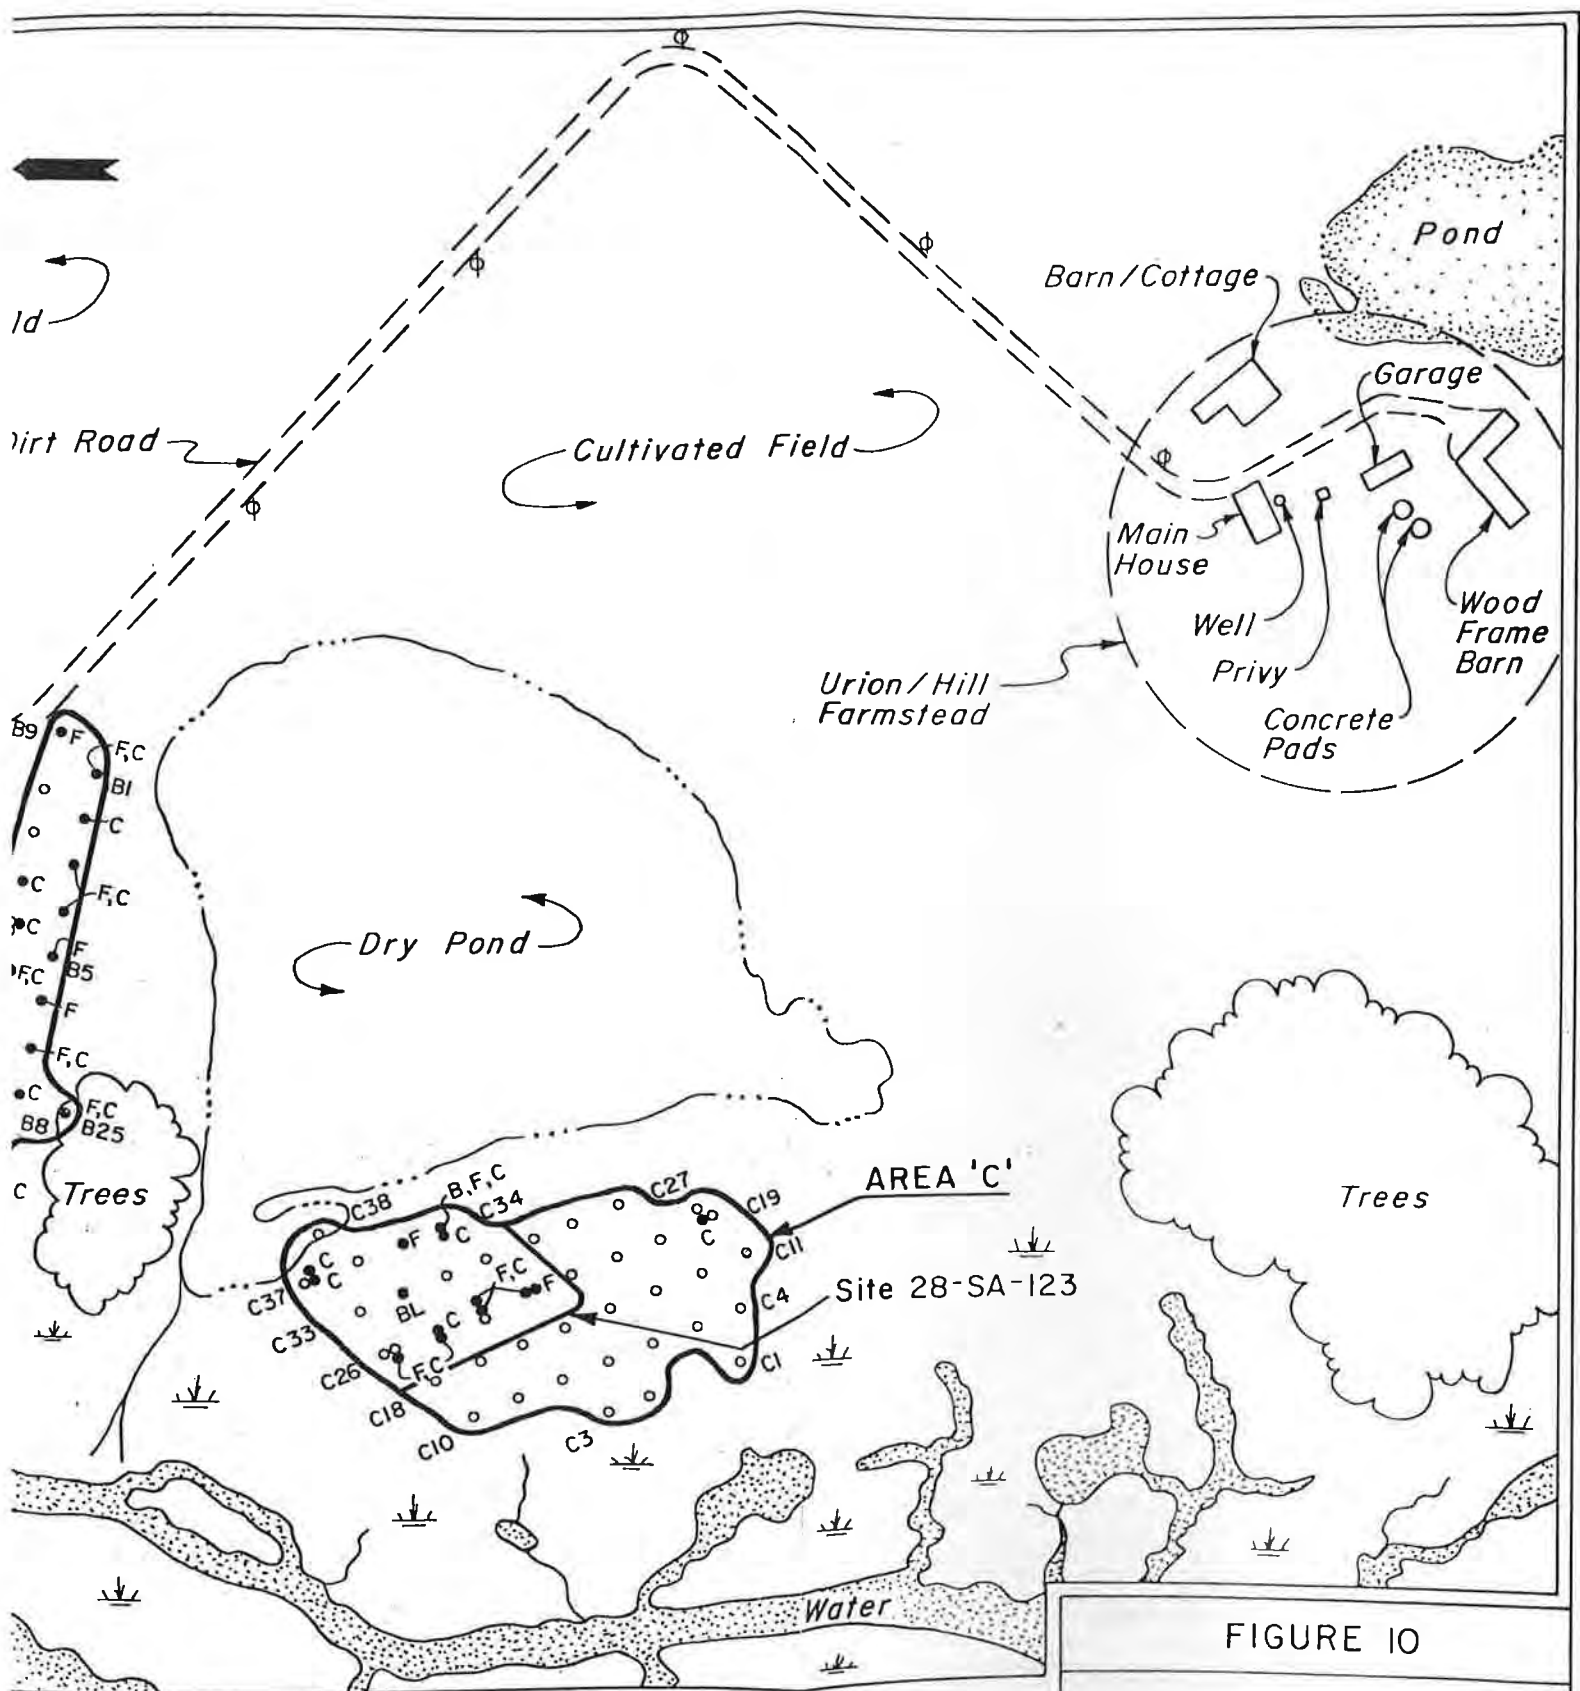 Pond
Barn/Cottage
ld
Garage
Dirt Road
Cultivated Field
Main
House
Well
Privy
Wood
Frame
Barn
Concrete
Pads
Urion/Hill
Farmstead
B9
F
F,C
B1
C
F,C
C
C
F
B5
F,C
F
F,C
C
F,C
B8
B25
C
Trees
Dry Pond
Trees
AREA 'C'
Site 28-SA-123
C38
B,F,C
C34
C27
C19
C11
C4
C1
C3
C10
C18
C26
C33
C37
C
C
F
C
F,C
F
BL
C
F,C
C
Water
FIGURE 10